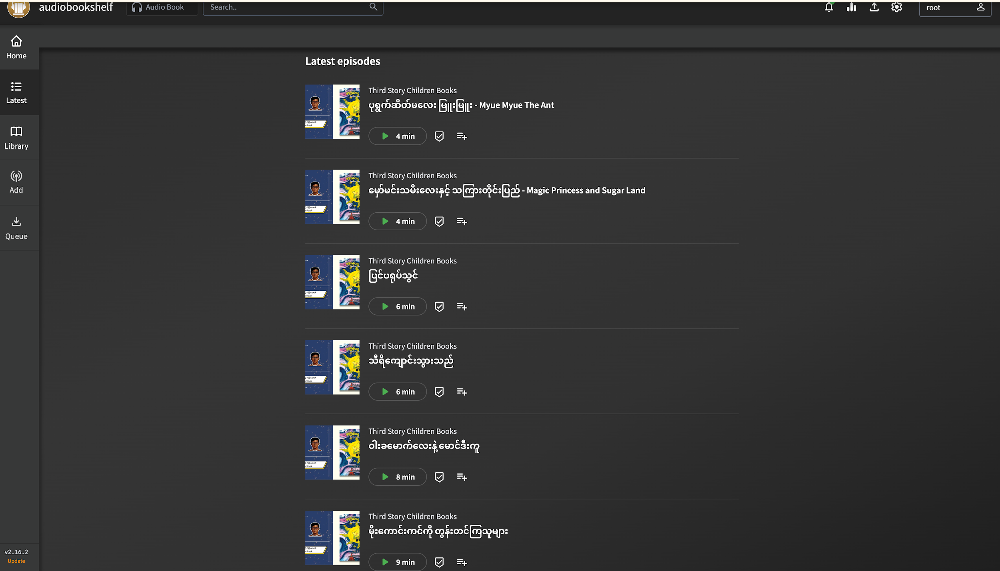 audiobookshelf
Audio Book
Search..
root
Home
Latest
Library
Add
Queue
v2.16.2
Update
Latest episodes
Third Story Children Books
ပုရွက်ဆိတ်မလေး မြူးမြူး - Myue Myue The Ant
4 min
Third Story Children Books
မှော်မင်းသမီးလေးနှင့် သကြားတိုင်းပြည် - Magic Princess and Sugar Land
4 min
Third Story Children Books
ပြင်ပရုပ်သွင်
6 min
Third Story Children Books
သီရိကျောင်းသွားသည်
6 min
Third Story Children Books
ဝါးခမောက်လေးနဲ့ မောင်ဒီးကူ
8 min
Third Story Children Books
မိုးကောင်းကင်ကို တွန်းတင်ကြသူများ
9 min